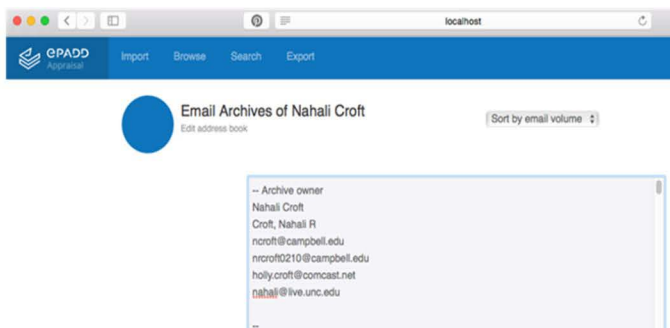 localhost
ePADD
Appraisal
Import Browse Search Export
Email Archives of Nahali Croft
Edit address book
Sort by email volume
-- Archive owner
Nahali Croft
Croft, Nahali R
ncroft@campbell.edu
nrcroft0210@campbell.edu
holly.croft@comcast.net
nahali@live.unc.edu
--